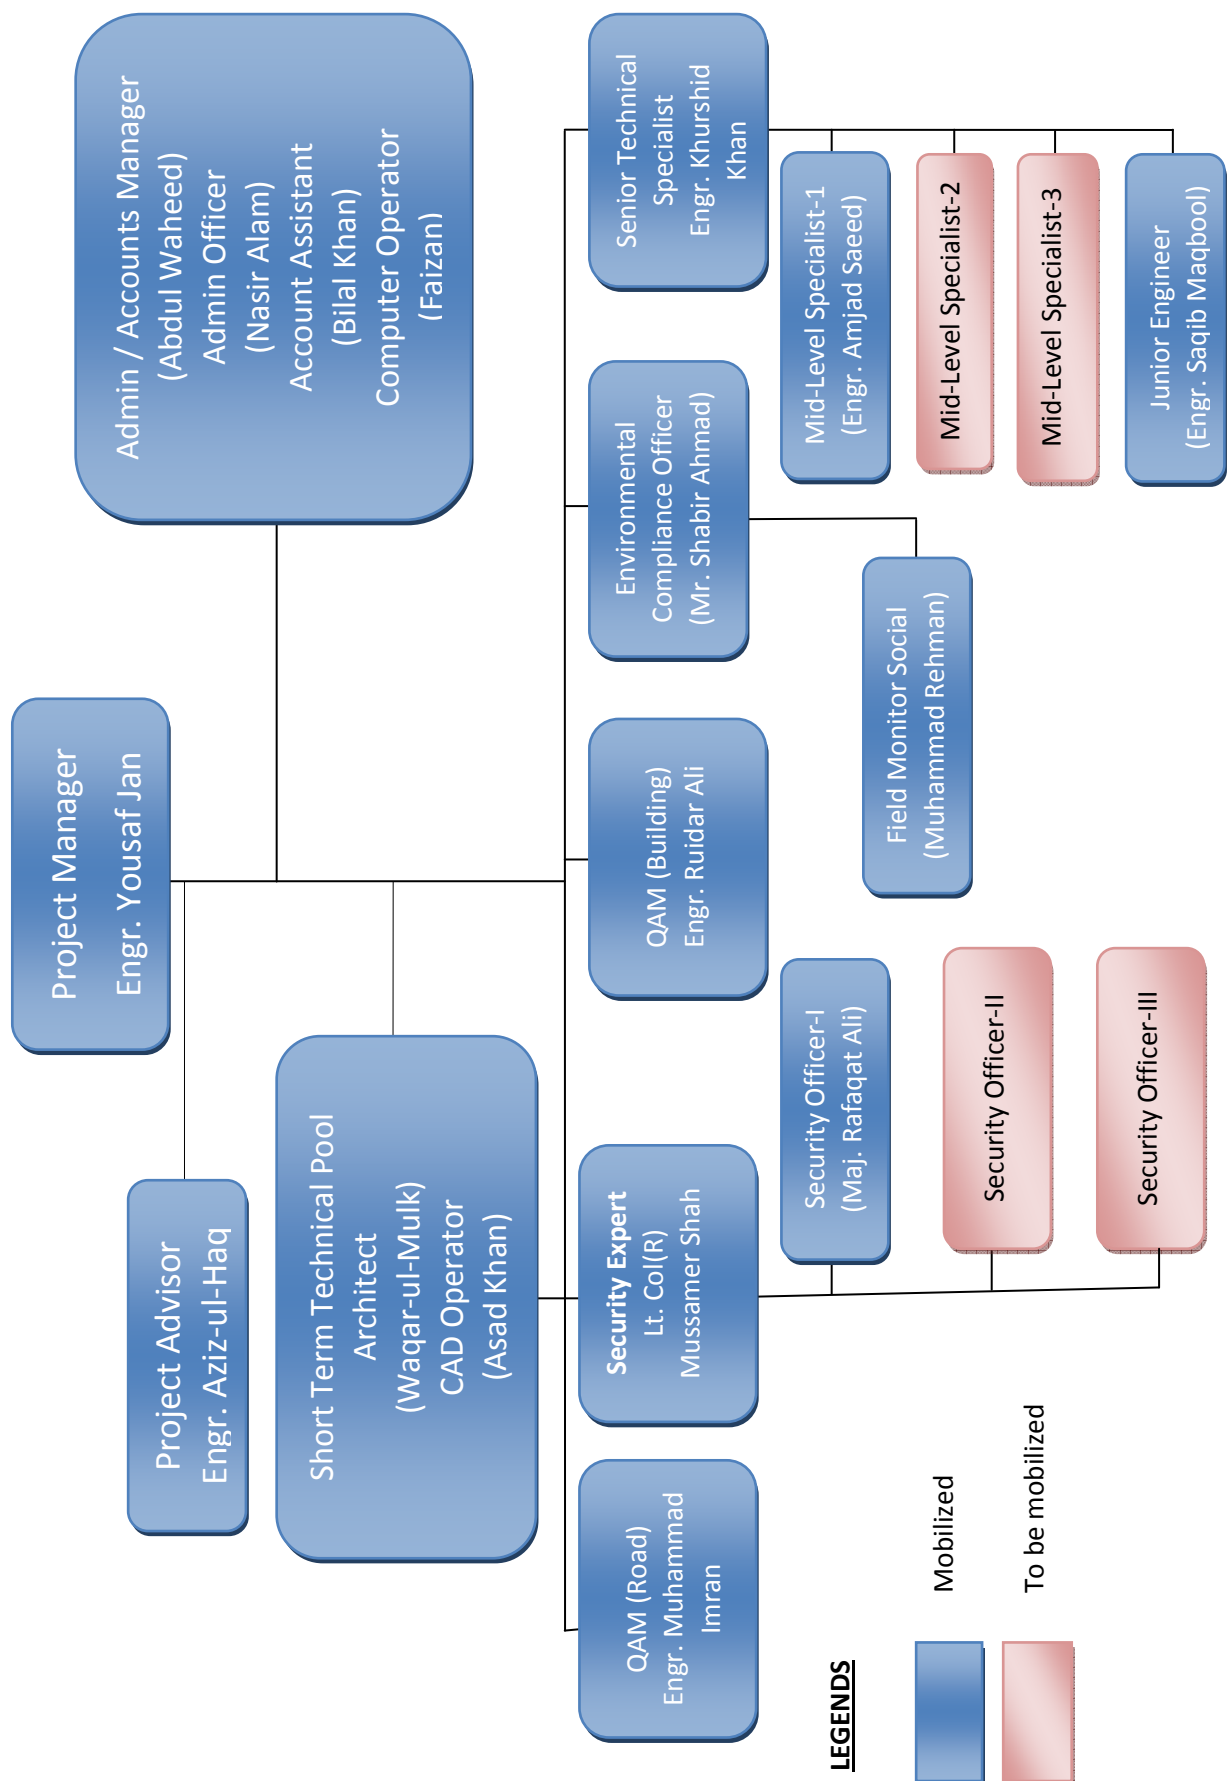 Project Manager
Engr. Yousaf Jan
Project Advisor
Engr. Aziz-ul-Haq
Admin / Accounts Manager
(Abdul Waheed)
Admin Officer
(Nasir Alam)
Account Assistant
(Bilal Khan)
Computer Operator
(Faizan)
Short Term Technical Pool
Architect
(Waqar-ul-Mulk)
CAD Operator
(Asad Khan)
QAM (Road)
Engr. Muhammad
Imran
Security Expert
Lt. Col(R)
Mussamer Shah
QAM (Building)
Engr. Ruidar Ali
Environmental
Compliance Officer
(Mr. Shabir Ahmad)
Senior Technical
Specialist
Engr. Khurshid
Khan
Security Officer-I
(Maj. Rafaqat Ali)
Security Officer-II
Security Officer-III
Field Monitor Social
(Muhammad Rehman)
Mid-Level Specialist-1
(Engr. Amjad Saeed)
Mid-Level Specialist-2
Mid-Level Specialist-3
Junior Engineer
(Engr. Saqib Maqbool)
LEGENDS
Mobilized
To be mobilized